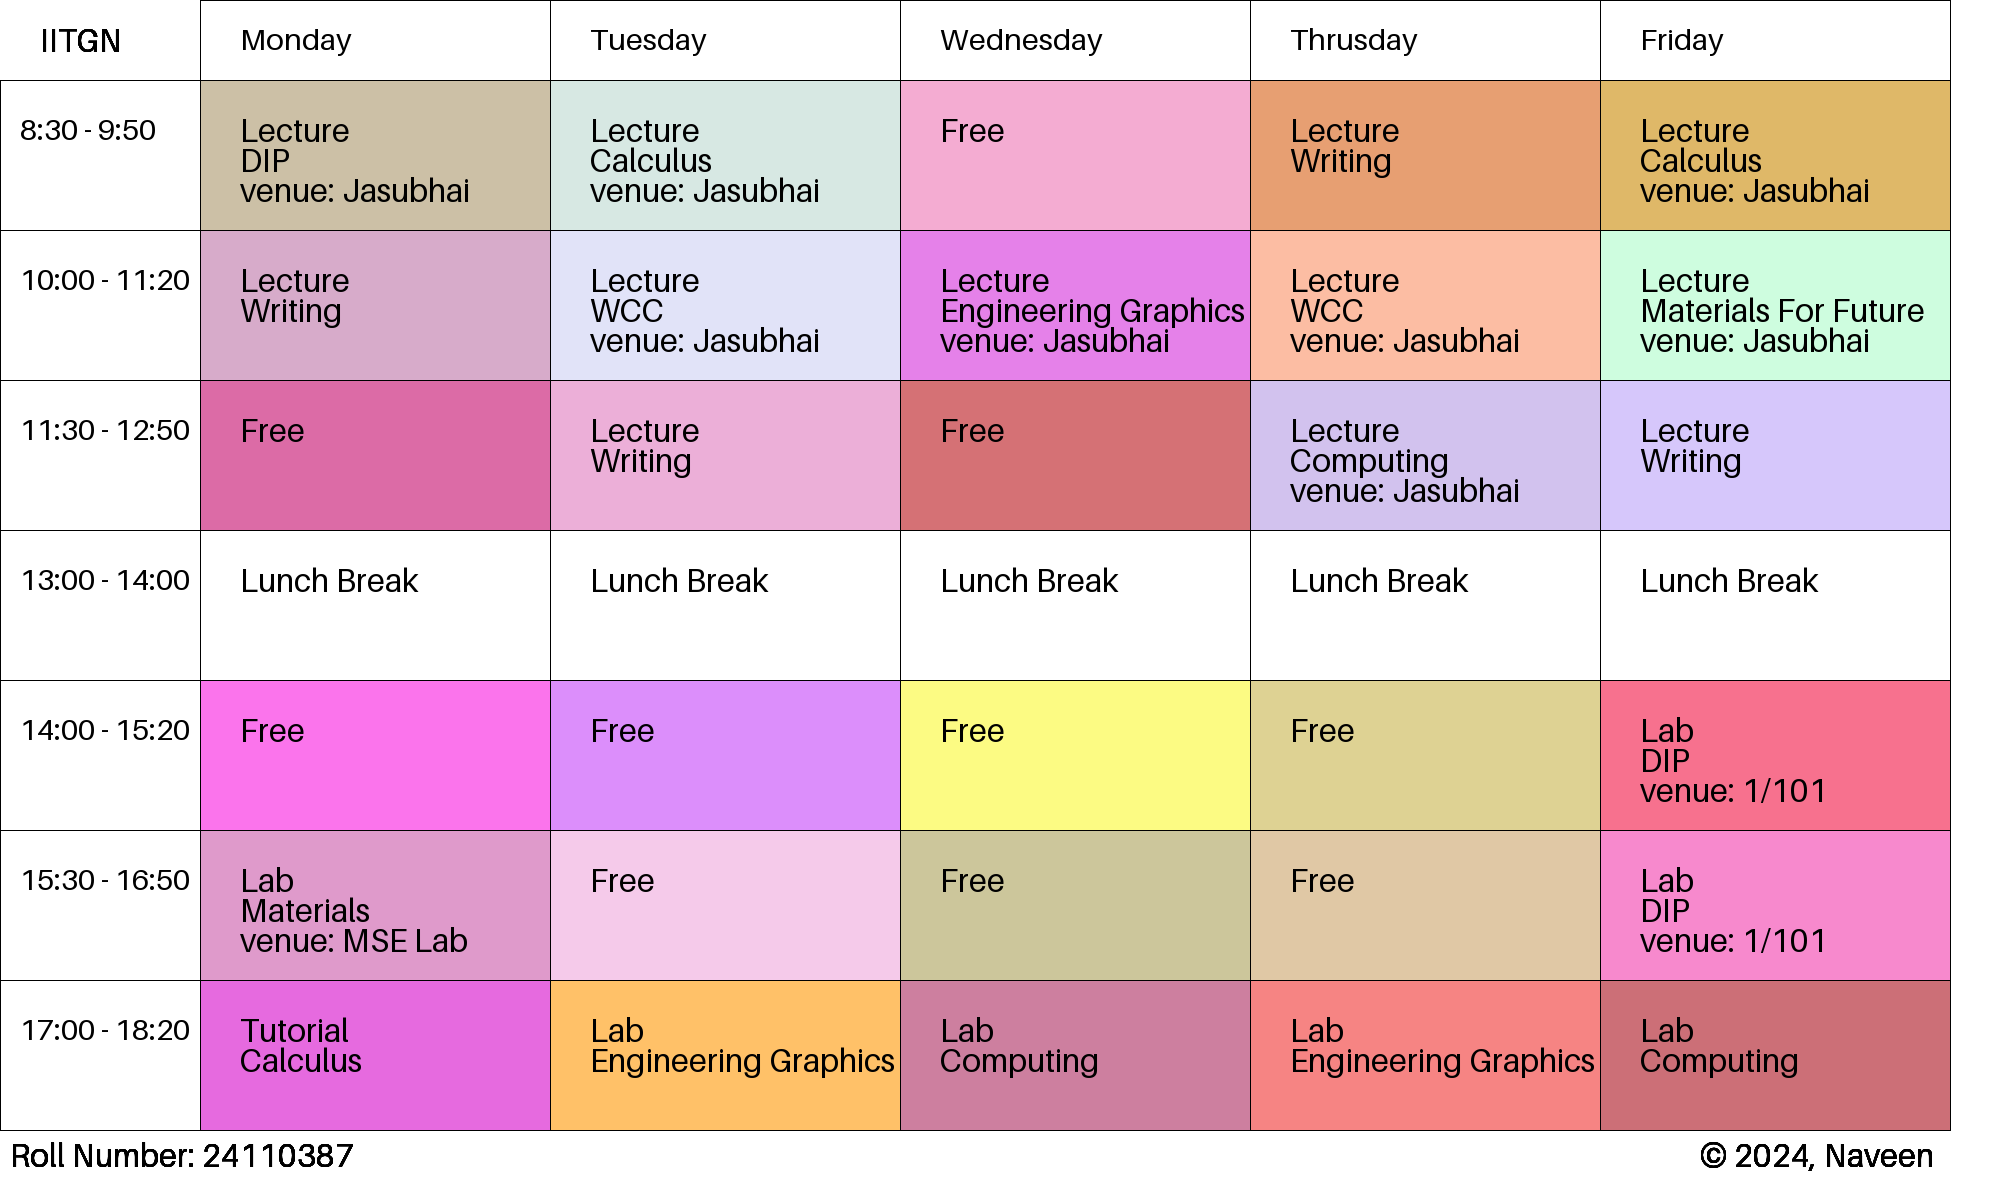 IITGN
Monday
Tuesday
Wednesday
Thrusday
Friday
8:30 - 9:50
Lecture
DIP
venue: Jasubhai
Lecture
Calculus
venue: Jasubhai
Free
Lecture
Writing
Lecture
Calculus
venue: Jasubhai
10:00 - 11:20
Lecture
Writing
Lecture
WCC
venue: Jasubhai
Lecture
Engineering Graphics
venue: Jasubhai
Lecture
WCC
venue: Jasubhai
Lecture
Materials For Future
venue: Jasubhai
11:30 - 12:50
Free
Lecture
Writing
Free
Lecture
Computing
venue: Jasubhai
Lecture
Writing
13:00 - 14:00
Lunch Break
Lunch Break
Lunch Break
Lunch Break
Lunch Break
14:00 - 15:20
Free
Free
Free
Free
Lab
DIP
venue: 1/101
15:30 - 16:50
Lab
Materials
venue: MSE Lab
Free
Free
Free
Lab
DIP
venue: 1/101
17:00 - 18:20
Tutorial
Calculus
Lab
Engineering Graphics
Lab
Computing
Lab
Engineering Graphics
Lab
Computing
Roll Number: 24110387
© 2024, Naveen